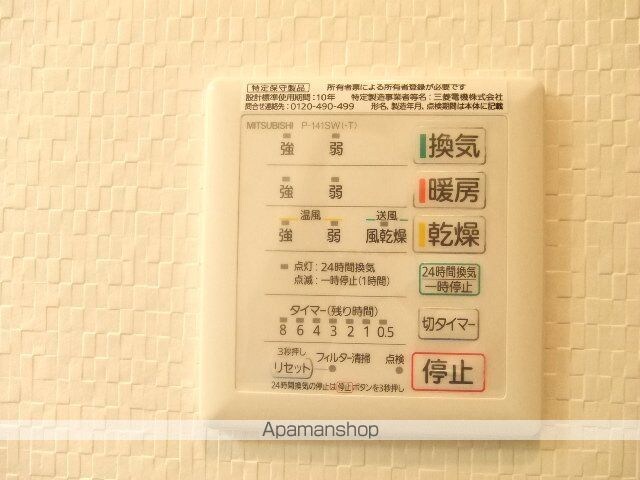 特定保守製品 所有者票による所有者登録が必要です
設計標準使用期間：10年 特定製造事業者等名：三菱電機株式会社
問合せ連絡先：0120-490-499 形名、製造年月、点検期間は本体に記載
MITSUBISHI P-141SW(-T)
強 弱 換気
強 弱 暖房
温風 送風
強 弱 風乾燥 乾燥
点灯：24時間換気
点滅：一時停止(1時間)
24時間換気
一時停止
タイマー(残り時間)
8 6 4 3 2 1 0.5
切タイマー
3秒押し
リセット フィルター清掃 点検
停止
24時間換気の停止は停止ボタンを3秒押し
Apamanshop